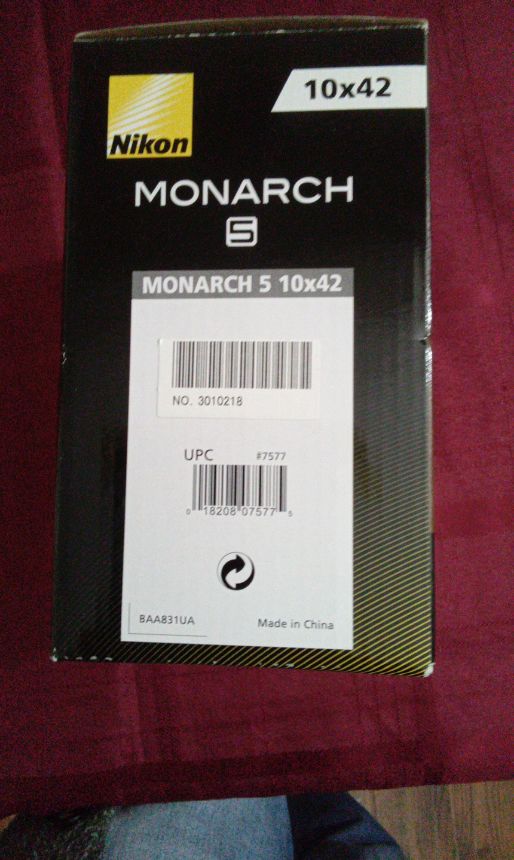 10x42
Nikon
MONARCH
5
MONARCH 5 10x42
NO. 3010218
UPC #7577
0 18208 07577 5
BAA831UA
Made in China